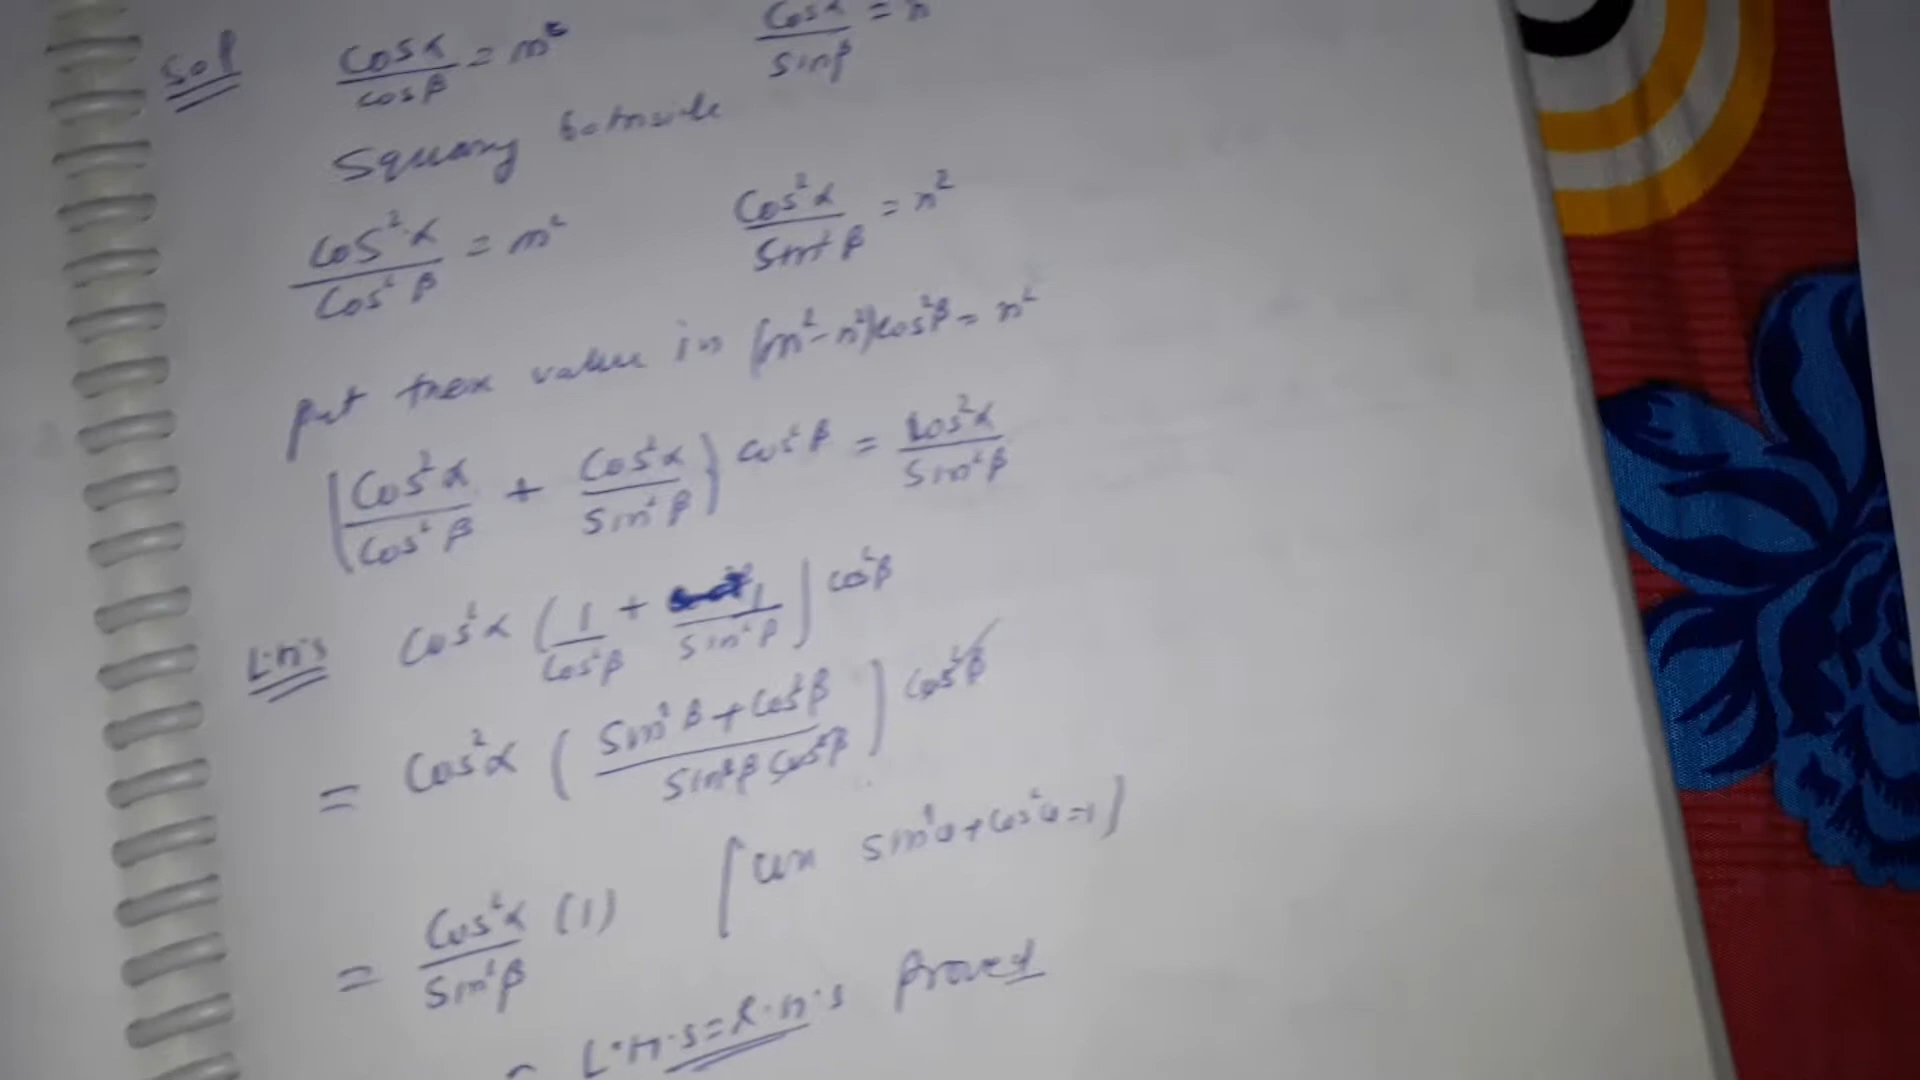 Sol cosα/cosβ = m² cosα/sinβ = n
Squaring both side
cos²α/cos²β = m² cos²α/sin²β = n²
put these value in (m²-n²)cos²β = n²
(cos²α/cos²β + cos²α/sin²β) cos²β = cos²α/sin²β
L.H.S cos²α (1/cos²β + 1/sin²β) cos²β
= cos²α (sin²β + cos²β / sin²β cos²β) cos²β
= cos²α/sin²β (1) [ sin²θ + cos²θ = 1]
= L.H.S = R.H.S Proved